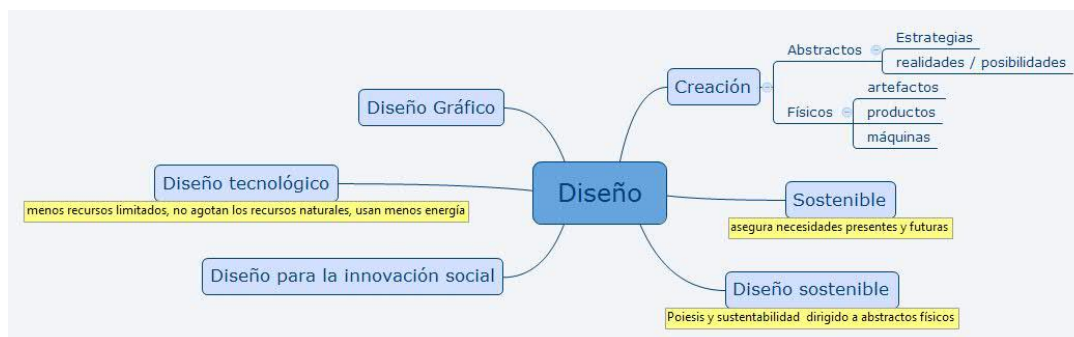 Diseño
Creación
Abstractos
Estrategias
realidades / posibilidades
Físicos
artefactos
productos
máquinas
Sostenible
asegura necesidades presentes y futuras
Diseño sostenible
Poiesis y sustentabilidad dirigido a abstractos físicos
Diseño Gráfico
Diseño tecnológico
menos recursos limitados, no agotan los recursos naturales, usan menos energía
Diseño para la innovación social